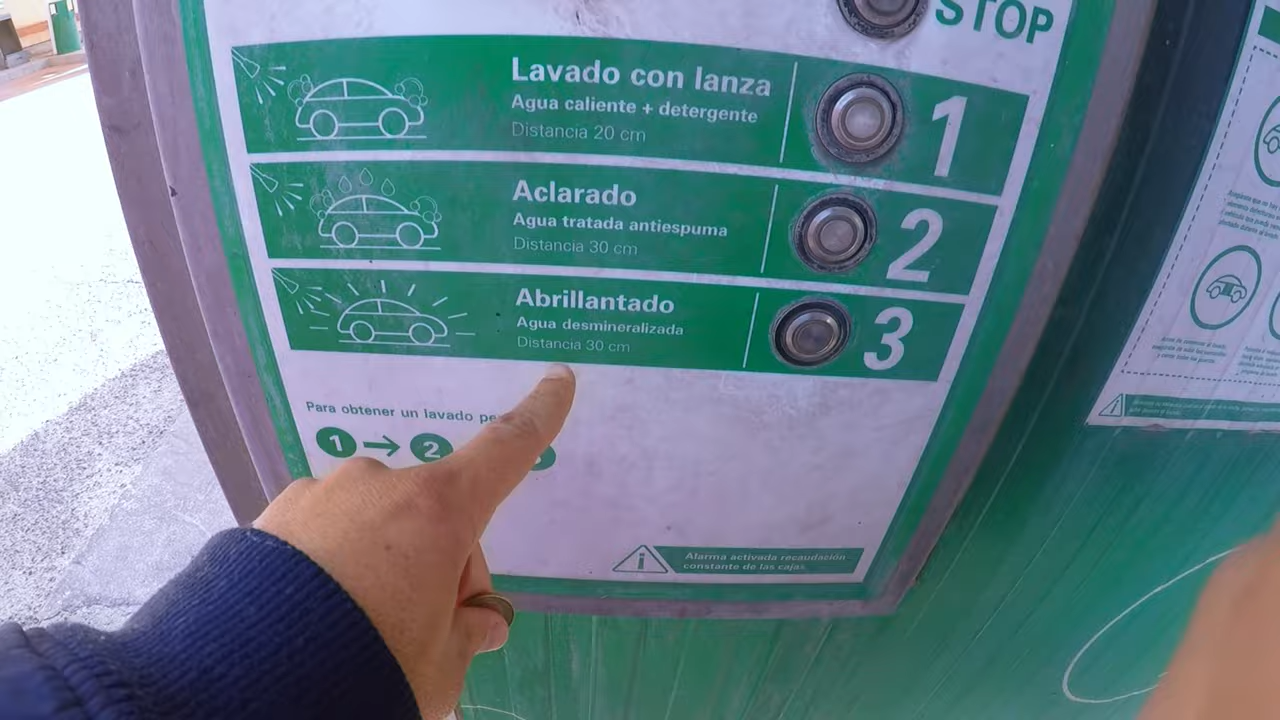 STOP
Lavado con lanza
Agua caliente + detergente
Distancia 20 cm
1
Aclarado
Agua tratada antiespuma
Distancia 30 cm
2
Abrillantado
Agua desmineralizada
Distancia 30 cm
3
Para obtener un lavado
1 → 2
Alarma activada recaudación
constante de las cajas.